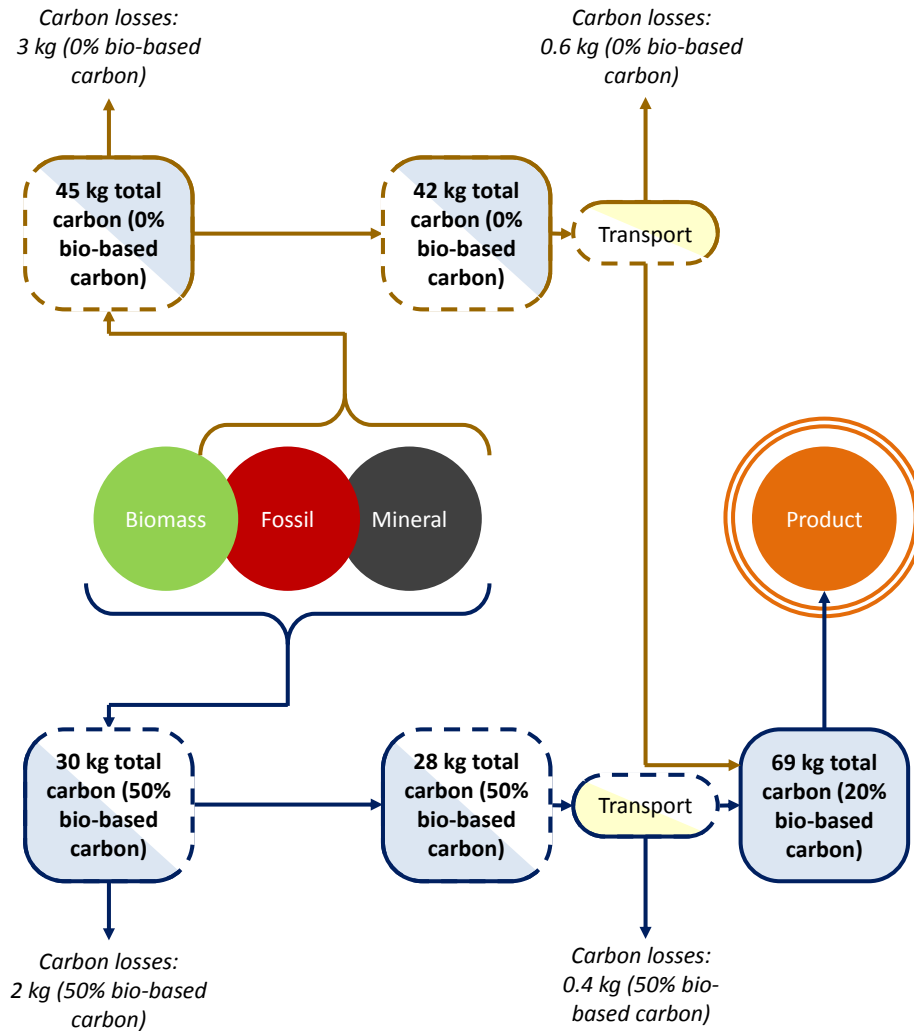 Carbon losses:
3 kg (0% bio-based
carbon)
Carbon losses:
0.6 kg (0% bio-based
carbon)
45 kg total
carbon (0%
bio-based
carbon)
42 kg total
carbon (0%
bio-based
carbon)
Transport
Biomass
Fossil
Mineral
Product
30 kg total
carbon (50%
bio-based
carbon)
28 kg total
carbon (50%
bio-based
carbon)
Transport
69 kg total
carbon (20%
bio-based
carbon)
Carbon losses:
2 kg (50% bio-based
carbon)
Carbon losses:
0.4 kg (50% bio-
based carbon)